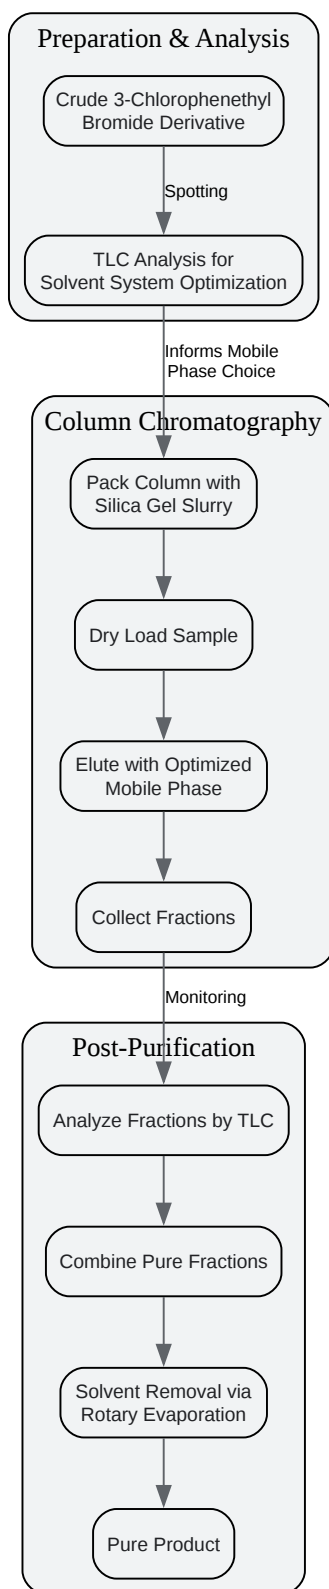 Preparation & Analysis
Crude 3-Chlorophenethyl
Bromide Derivative
Spotting
TLC Analysis for
Solvent System Optimization
Informs Mobile
Phase Choice
Column Chromatography
Pack Column with
Silica Gel Slurry
Dry Load Sample
Elute with Optimized
Mobile Phase
Collect Fractions
Monitoring
Post-Purification
Analyze Fractions by TLC
Combine Pure Fractions
Solvent Removal via
Rotary Evaporation
Pure Product